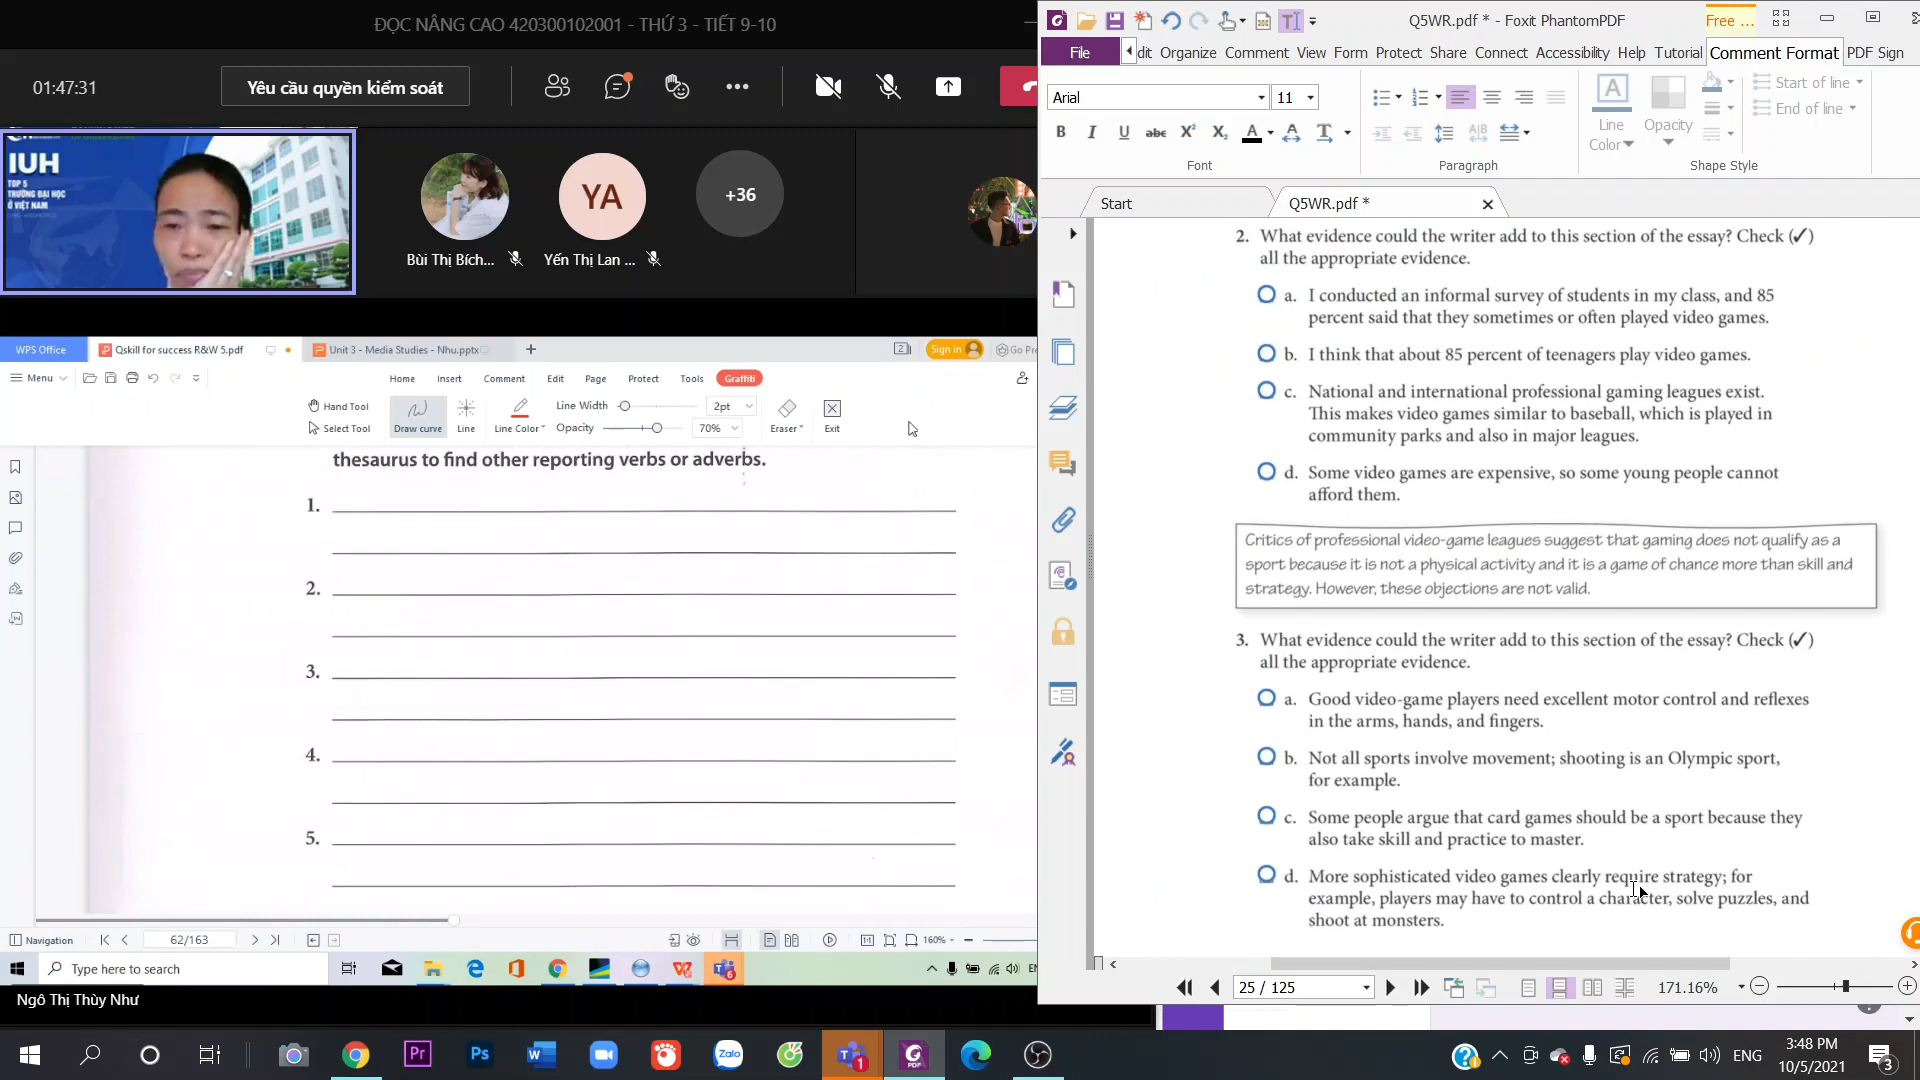 ĐỌC NÂNG CAO 420300102001 - THỨ 3 - TIẾT 9-10
01:47:31
Yêu cầu quyền kiểm soát
IUH
TOP 5
TRƯỜNG ĐẠI HỌC
Ở VIỆT NAM
Bùi Thị Bích...
YA
Yến Thị Lan ...
+36
WPS Office
Qskill for success R&W 5.pdf
Unit 3 - Media Studies - Nhu.pptx
Sign in
Go Pre
Menu
Home Insert Comment Edit Page Protect Tools Graffiti
Hand Tool
Select Tool
Draw curve
Line
Line Color
Line Width
2pt
Opacity
70%
Eraser
Exit
thesaurus to find other reporting verbs or adverbs.
1.
2.
3.
4.
5.
Navigation
62/163
160%
Type here to search
Ngô Thị Thùy Như
Q5WR.pdf * - Foxit PhantomPDF
Free ...
File
dit Organize Comment View Form Protect Share Connect Accessibility Help Tutorial Comment Format PDF Sign
Arial
11
Font
Paragraph
Line
Color
Opacity
Start of line
End of line
Shape Style
Start
Q5WR.pdf *
2. What evidence could the writer add to this section of the essay? Check (✓)
all the appropriate evidence.
a. I conducted an informal survey of students in my class, and 85
percent said that they sometimes or often played video games.
b. I think that about 85 percent of teenagers play video games.
c. National and international professional gaming leagues exist.
This makes video games similar to baseball, which is played in
community parks and also in major leagues.
d. Some video games are expensive, so some young people cannot
afford them.
Critics of professional video-game leagues suggest that gaming does not qualify as a
sport because it is not a physical activity and it is a game of chance more than skill and
strategy. However, these objections are not valid.
3. What evidence could the writer add to this section of the essay? Check (✓)
all the appropriate evidence.
a. Good video-game players need excellent motor control and reflexes
in the arms, hands, and fingers.
b. Not all sports involve movement; shooting is an Olympic sport,
for example.
c. Some people argue that card games should be a sport because they
also take skill and practice to master.
d. More sophisticated video games clearly require strategy; for
example, players may have to control a character, solve puzzles, and
shoot at monsters.
25 / 125
171.16%
Pr
Ps
Zalo
1
ENG
3:48 PM
10/5/2021
3